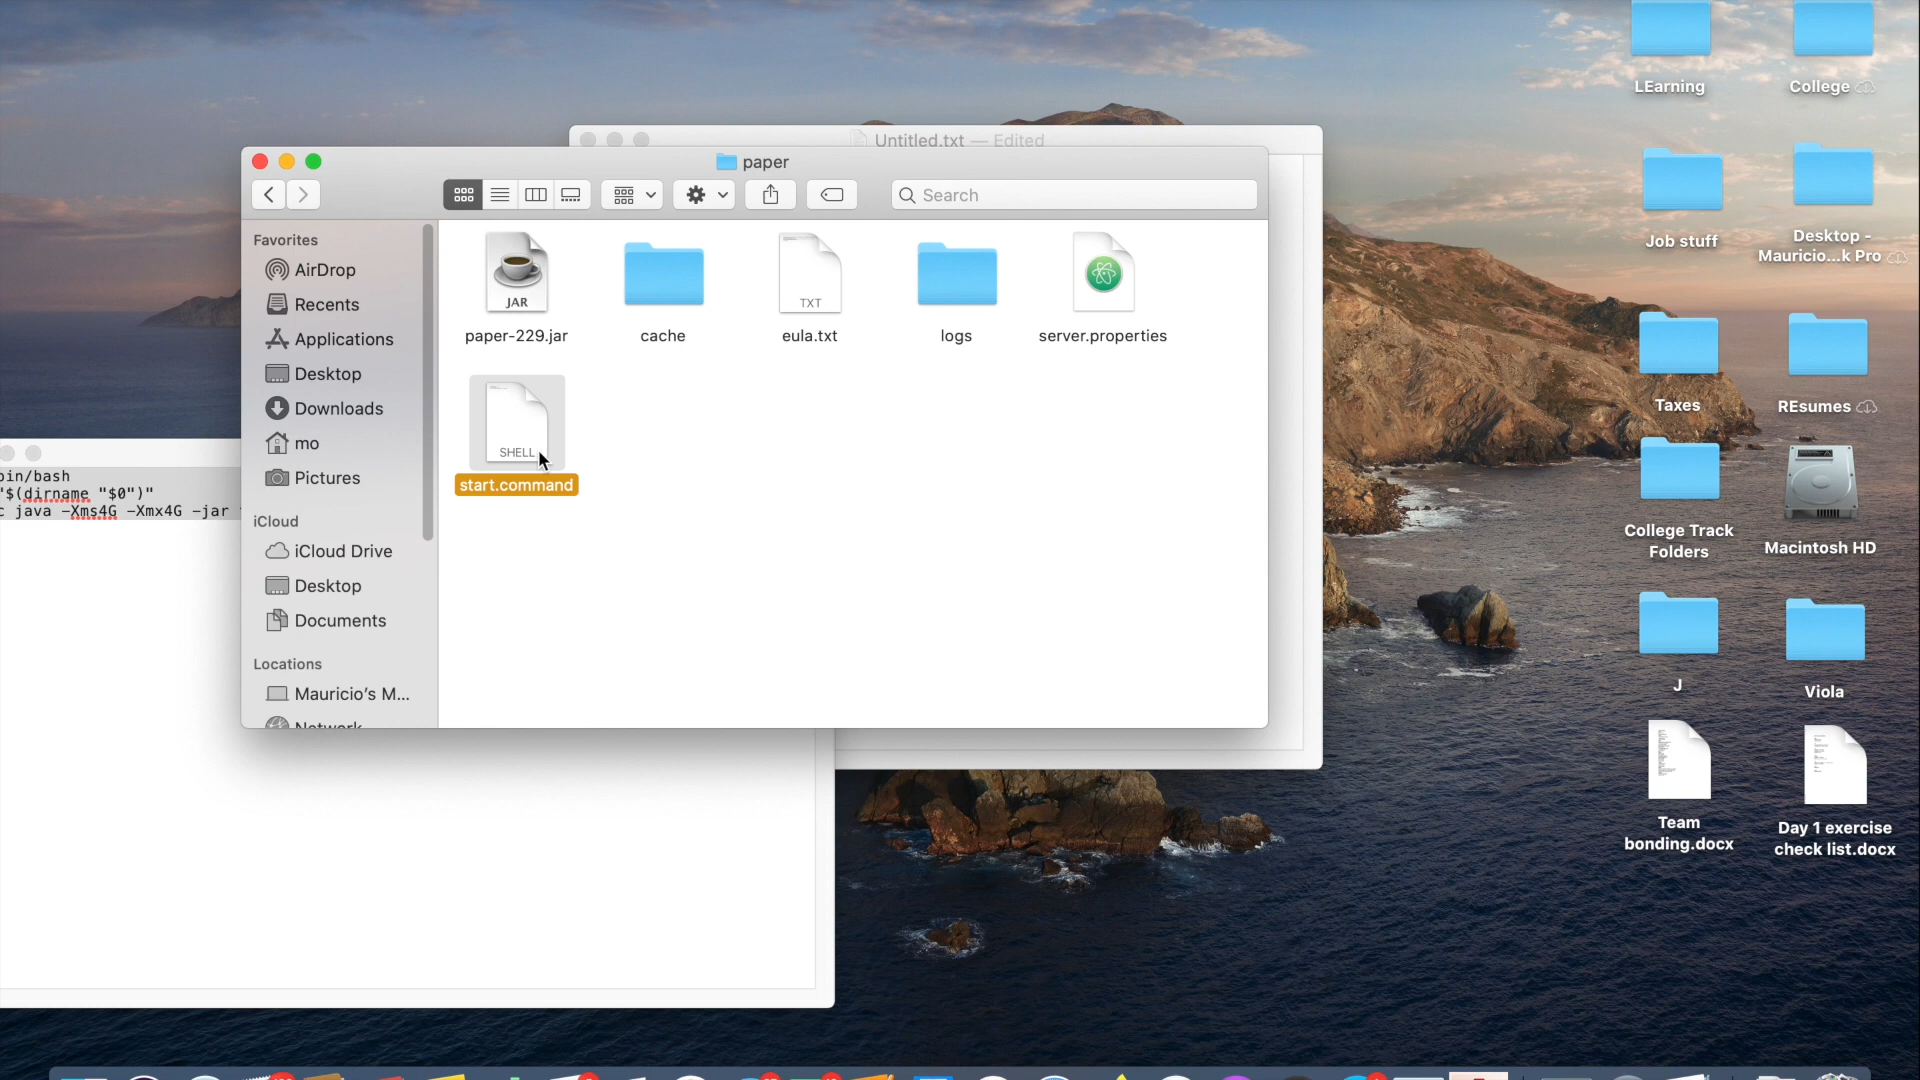 LEarning
College
Untitled.txt — Edited
paper
Search
Job stuff
Desktop -
Mauricio...k Pro
Favorites
AirDrop
Recents
Applications
Desktop
Downloads
mo
Pictures
iCloud
iCloud Drive
Desktop
Documents
Locations
Mauricio's M...
Network
JAR
paper-229.jar
cache
TXT
eula.txt
logs
server.properties
SHELL
start.command
bin/bash
"$(dirname "$0")"
c java -Xms4G -Xmx4G -jar
Taxes
REsumes
College Track
Folders
Macintosh HD
J
Viola
Team
bonding.docx
Day 1 exercise
check list.docx